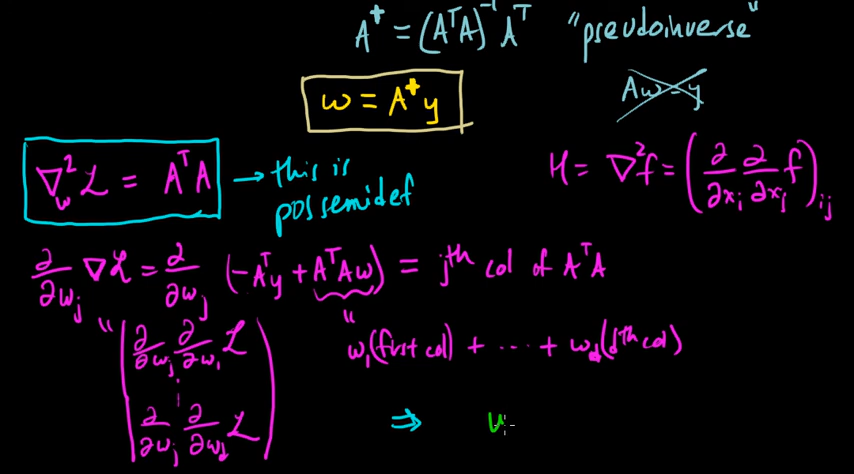 A⁺ = (AᵀA)⁻¹ Aᵀ "pseudoinverse"
w = A⁺y
Aw = y
∇²_w ℒ = AᵀA → this is
pos semidef
H = ∇²f = (∂/∂xᵢ ∂/∂xⱼ f)ᵢⱼ
∂/∂wⱼ ∇ℒ = ∂/∂wⱼ (-Aᵀy + AᵀAw) = jᵗʰ col of AᵀA
" "
(∂/∂wⱼ ∂/∂w₁ ℒ
w₁(first col) + ... + w_d(dᵗʰ col)
⋮
∂/∂wⱼ ∂/∂w_d ℒ)
⇒